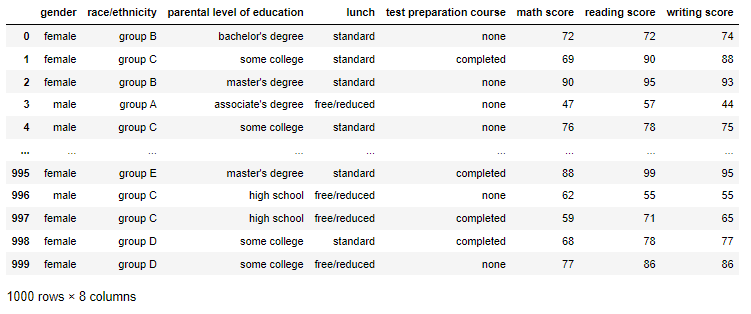 gender race/ethnicity parental level of education lunch test preparation course math score reading score writing score
0 female group B bachelor's degree standard none 72 72 74
1 female group C some college standard completed 69 90 88
2 female group B master's degree standard none 90 95 93
3 male group A associate's degree free/reduced none 47 57 44
4 male group C some college standard none 76 78 75
... ... ... ... ... ... ... ... ...
995 female group E master's degree standard completed 88 99 95
996 male group C high school free/reduced none 62 55 55
997 female group C high school free/reduced completed 59 71 65
998 female group D some college standard completed 68 78 77
999 female group D some college free/reduced none 77 86 86
1000 rows × 8 columns